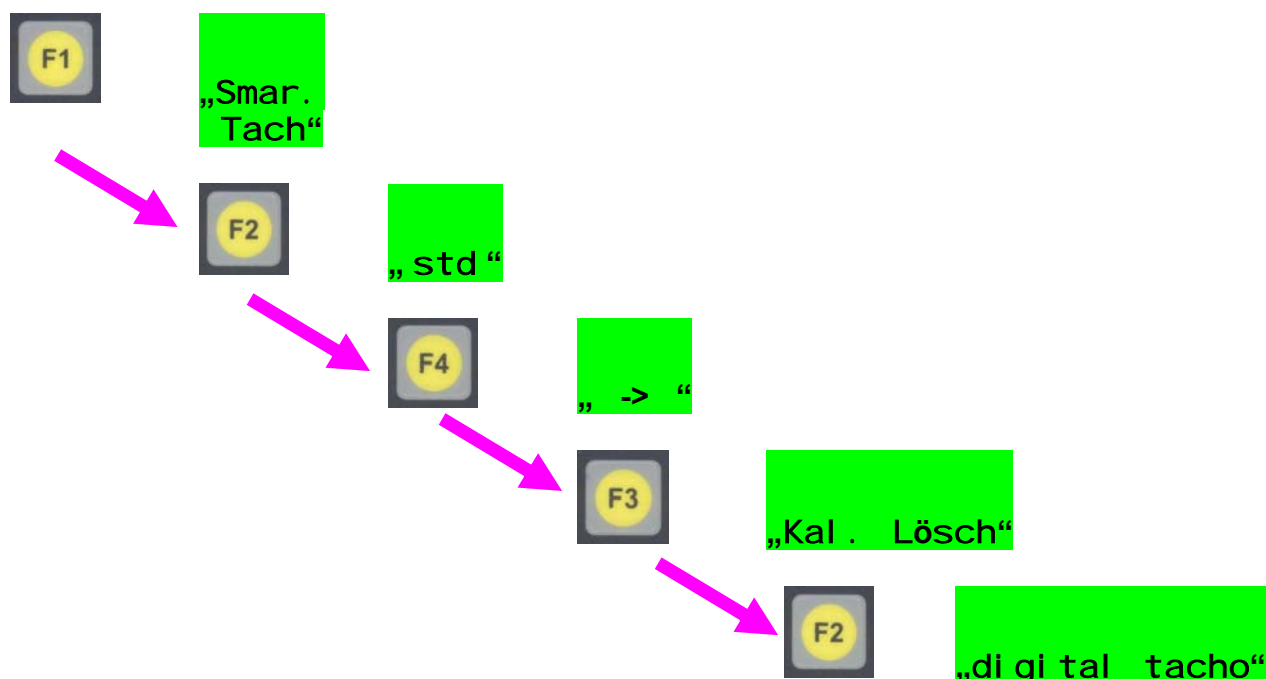 F1
„Smar.
Tach“
F2
„std“
F4
„ -> “
F3
„Kal. Lösch“
F2
„digital tacho“